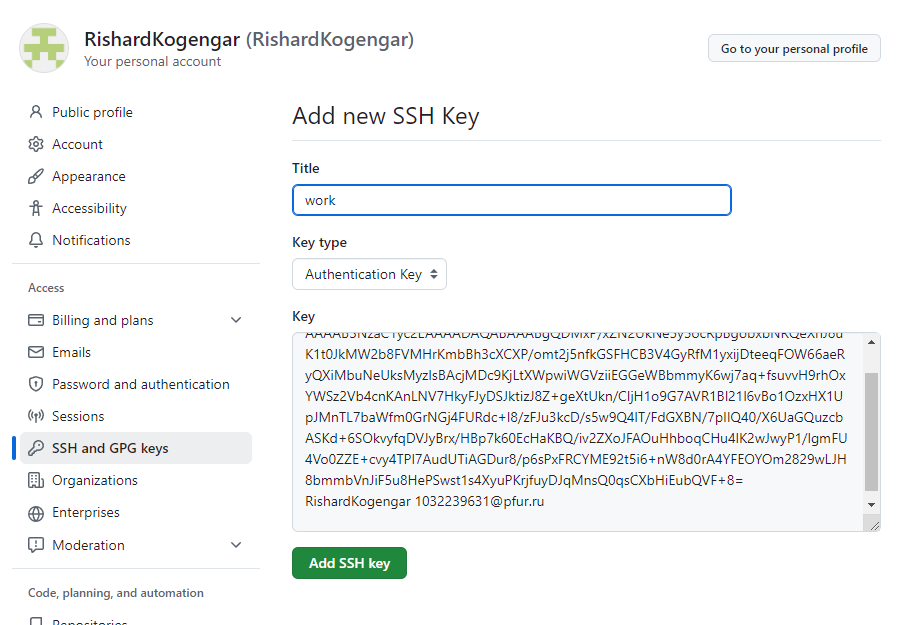 RishardKogengar (RishardKogengar)
Your personal account
Go to your personal profile
Public profile
Account
Appearance
Accessibility
Notifications
Access
Billing and plans
Emails
Password and authentication
Sessions
SSH and GPG keys
Organizations
Enterprises
Moderation
Code, planning, and automation
Repositories
Add new SSH Key
Title
work
Key type
Authentication Key
Key
K1t0JkMW2b8FVMHrKmbBh3cXCXP/omt2j5nfkGSFHCB3V4GyRfM1yxijDteeqFOW66aeR
yQXiMbuNeUksMyzIsBAcjMDc9KjLtXWpwiWGVziiEGGeWBbmmyK6wj7aq+fsuvvH9rhOx
YWSz2Vb4cnKAnLNV7HkyFJyDSJktizJ8Z+geXtUkn/CIjH1o9G7AVR1BI21I6vBo1OzxHX1U
pJMnTL7baWfm0GrNGj4FURdc+I8/zFJu3kcD/s5w9Q4IT/FdGXBN/7pIIQ40/X6UaGQuzcb
ASKd+6SOkvyfqDVJyBrx/HBp7k60EcHaKBQ/iv2ZXoJFAOuHhboqCHu4IK2wJwyP1/IgmFU
4Vo0ZZE+cvy4TPI7AudUTiAGDur8/p6sPxFRCYME92t5i6+nW8d0rA4YFEOYOm2829wLJH
8bmmbVnJiF5u8HePSwst1s4XyuPKrjfuyDJqMnsQ0qsCXbHiEubQVF+8=
RishardKogengar 1032239631@pfur.ru
Add SSH key